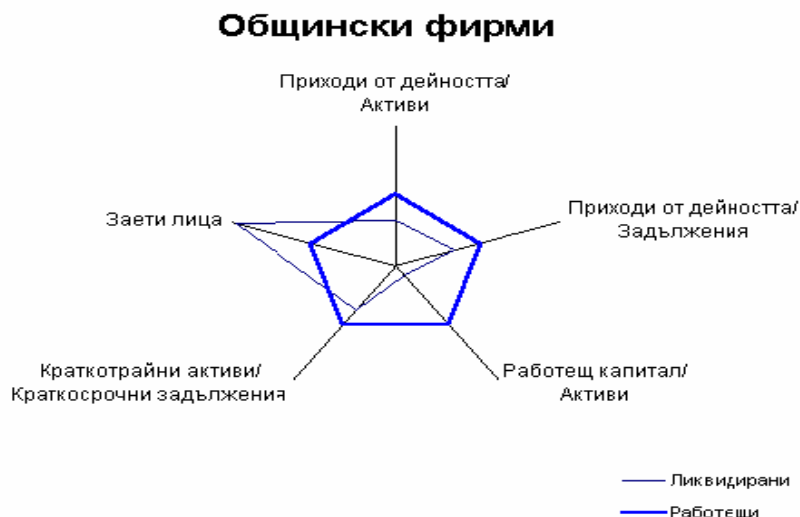 Общински фирми
Приходи от дейността/
Активи
Приходи от дейността/
Задължения
Заети лица
Краткотрайни активи/
Краткосрочни задължения
Работещ капитал/
Активи
Ликвидирани
Работещи